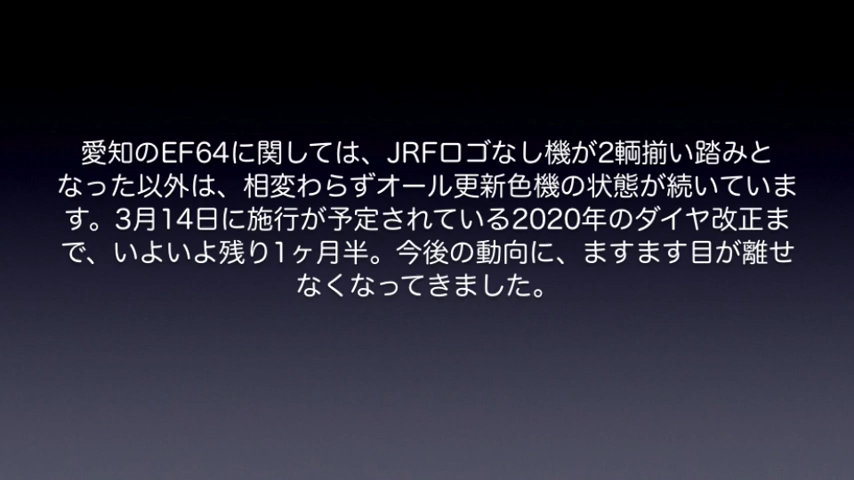 愛知のEF64に関しては、JRFロゴなし機が2輌揃い踏みと
なった以外は、相変わらずオール更新色機の状態が続いていま
す。3月14日に施行が予定されている2020年のダイヤ改正ま
で、いよいよ残り1ヶ月半。今後の動向に、ますます目が離せ
なくなってきました。